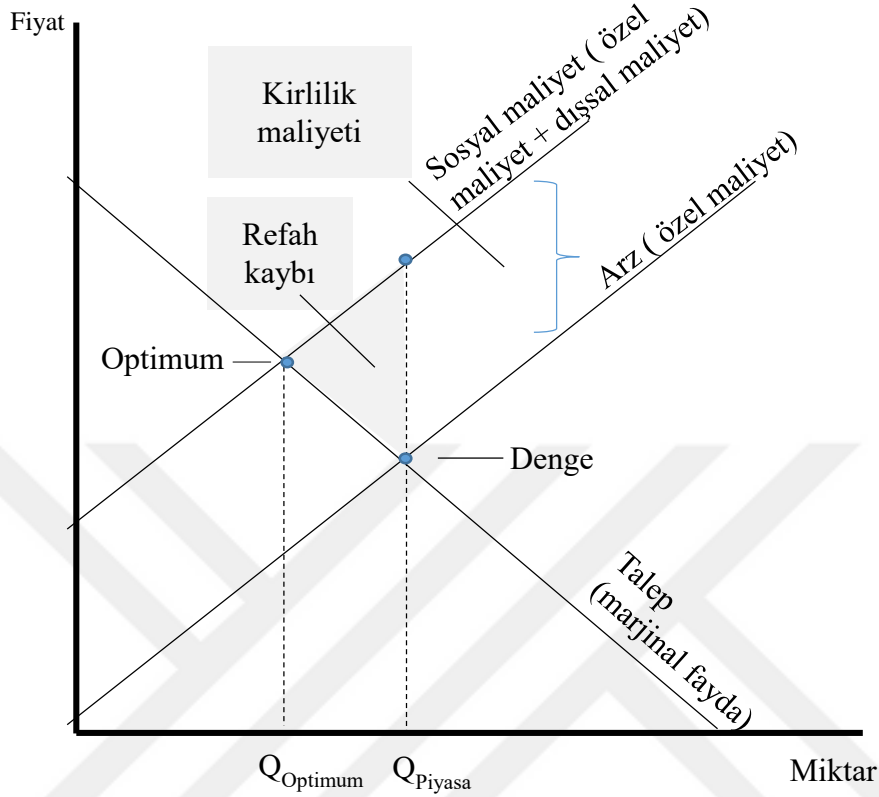 Fiyat
Kirlilik
maliyeti
Sosyal maliyet ( özel
maliyet + dışsal maliyet)
Arz ( özel maliyet)
Refah
kaybı
Optimum
Denge
Talep
(marjinal fayda)
QOptimum
QPiyasa
Miktar